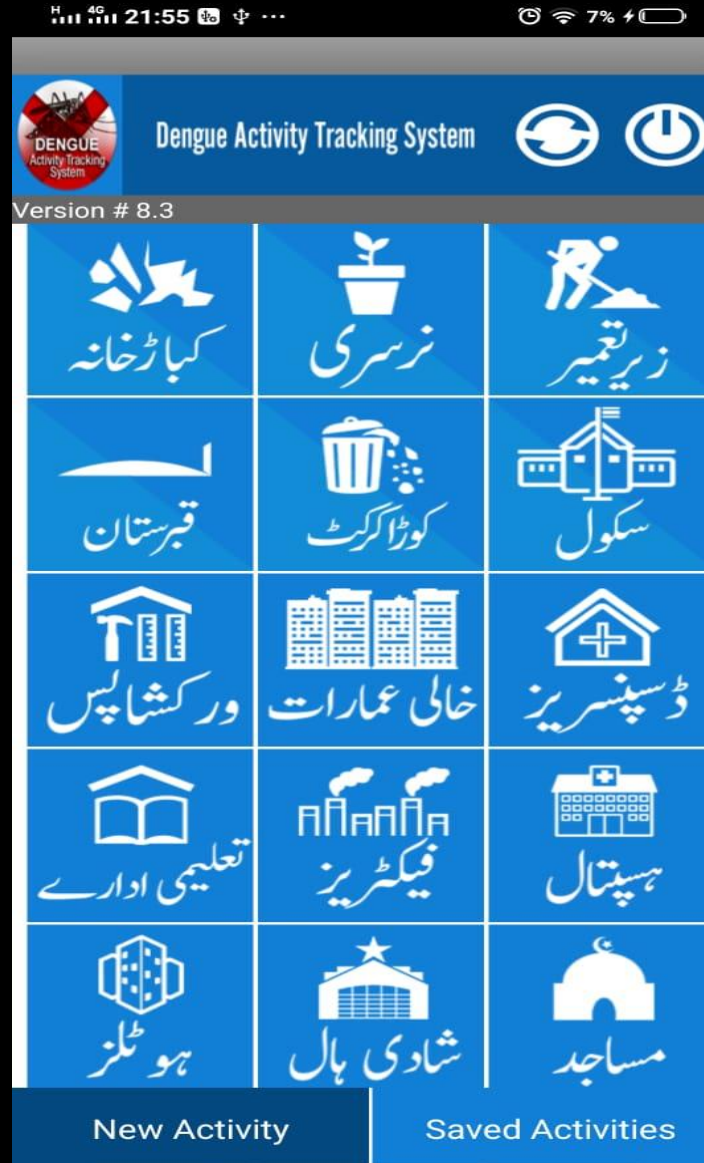 H 4G 21:55 7%
DENGUE
Activity Tracking
System
Dengue Activity Tracking System
Version # 8.3
زیر تعمیر
نرسری
کباڑخانہ
سکول
کوڑا کرکٹ
قبرستان
ڈسپنسریز
خالی عمارات
ورکشاپس
ہسپتال
فیکٹریز
تعلیمی ادارے
مساجد
شادی ہال
ہوٹلز
New Activity
Saved Activities